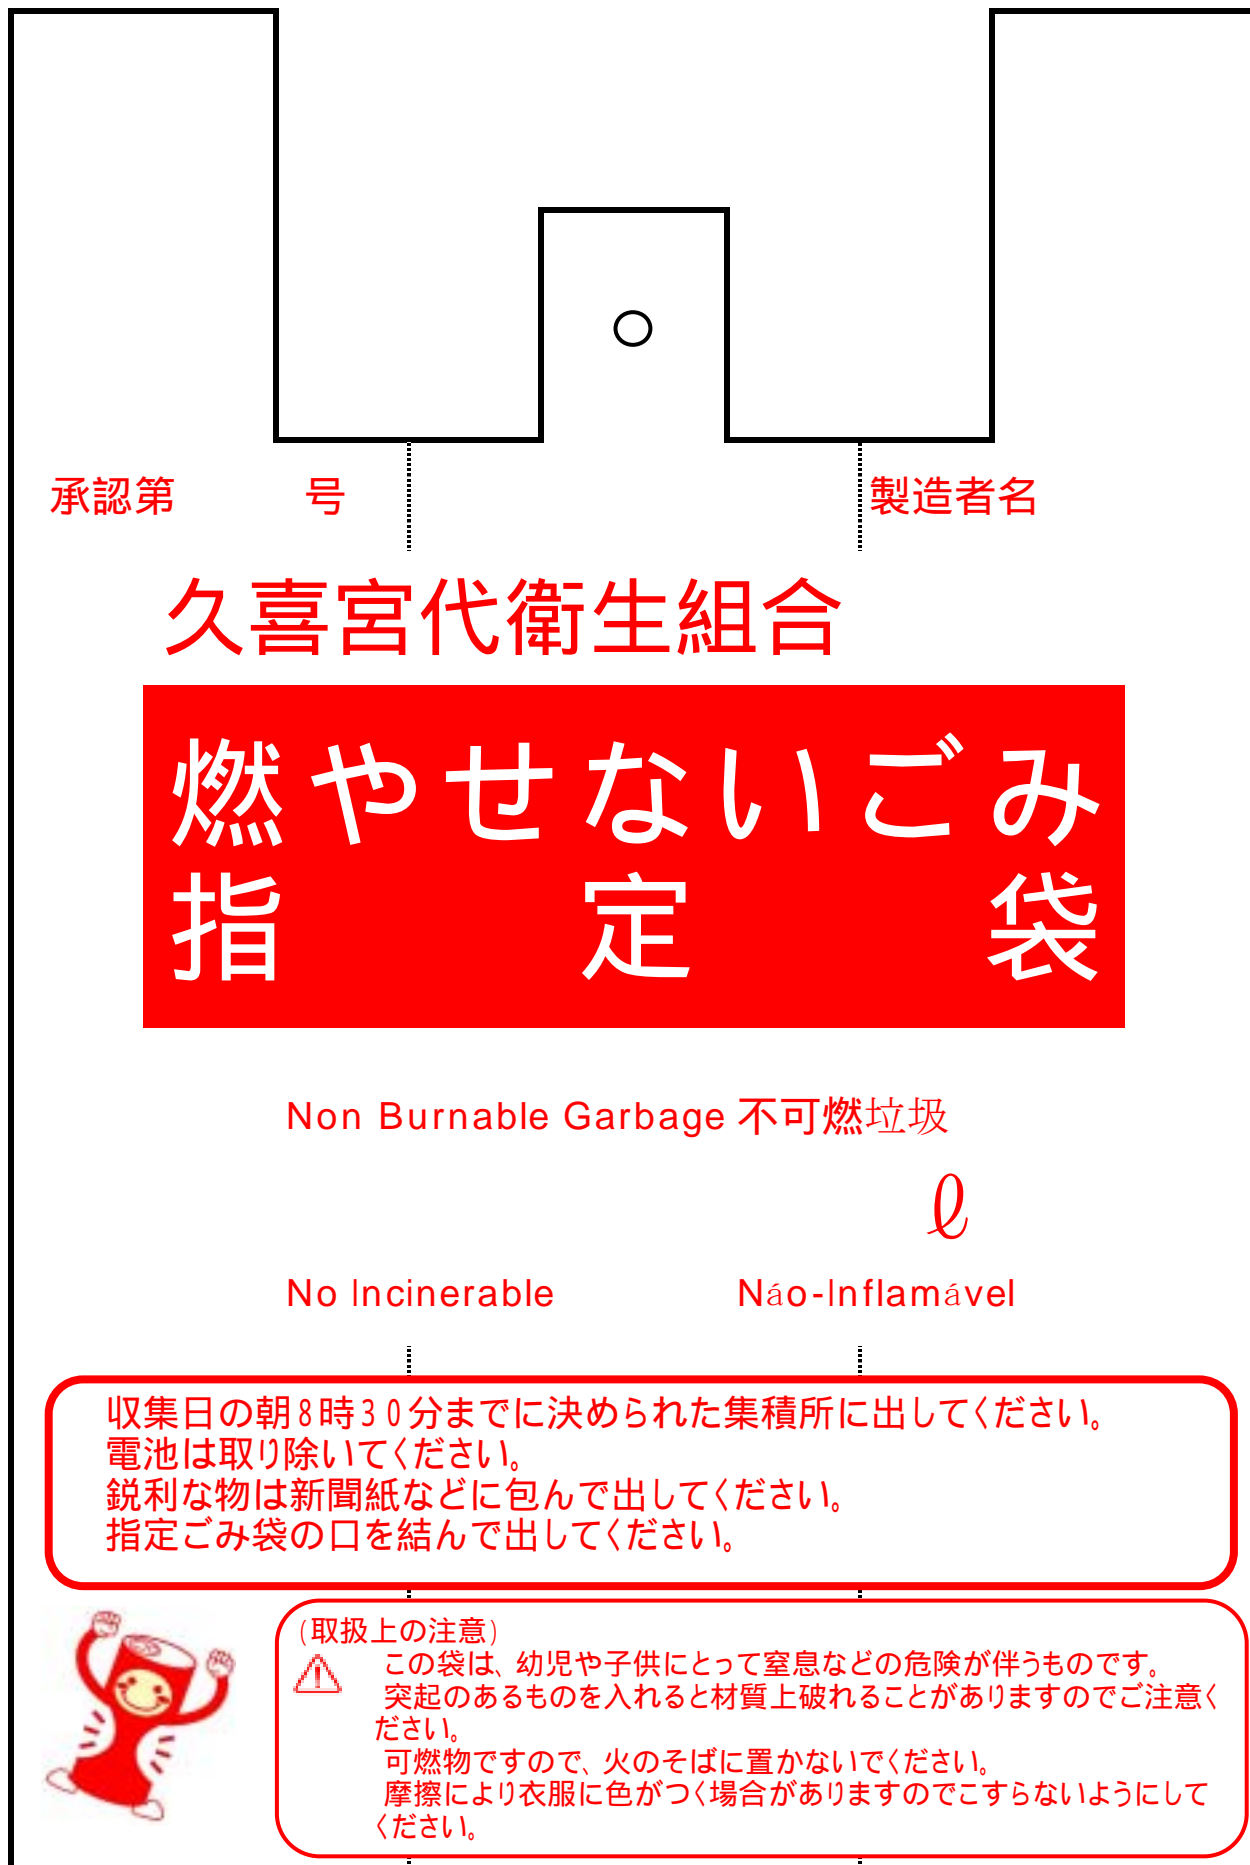 承認第　　　号
製造者名
久喜宮代衛生組合
燃やせないごみ
指定袋
Non Burnable Garbage 不可燃垃圾
ℓ
No Incinerable Náo-Inflamável
収集日の朝8時30分までに決められた集積所に出してください。
電池は取り除いてください。
鋭利な物は新聞紙などに包んで出してください。
指定ごみ袋の口を結んで出してください。
(取扱上の注意)
この袋は、幼児や子供にとって窒息などの危険が伴うものです。
突起のあるものを入れると材質上破れることがありますのでご注意く
ださい。
可燃物ですので、火のそばに置かないでください。
摩擦により衣服に色がつく場合がありますのでこすらないようにして
ください。